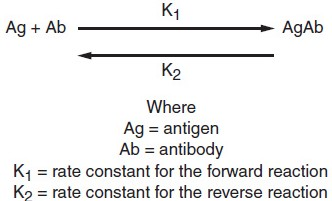 K1
Ag + Ab AgAb
K2
Where
Ag = antigen
Ab = antibody
K1 = rate constant for the forward reaction
K2 = rate constant for the reverse reaction